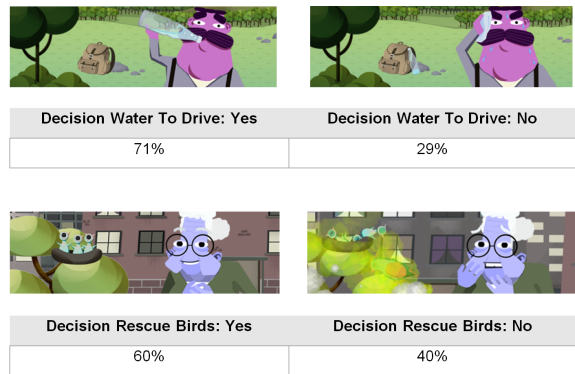 Decision Water To Drive: Yes Decision Water To Drive: No
71% 29%
Decision Rescue Birds: Yes Decision Rescue Birds: No
60% 40%